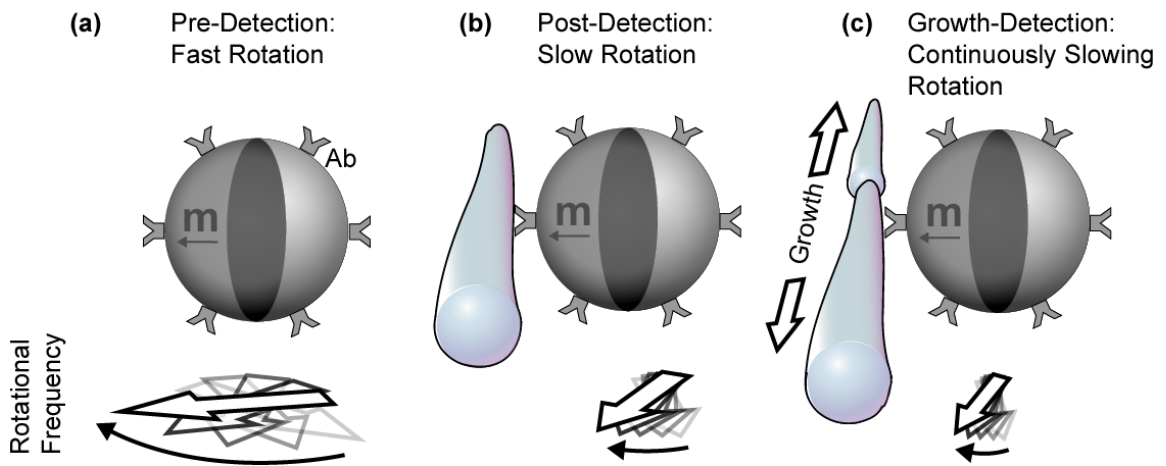 (a) Pre-Detection:
Fast Rotation
(b) Post-Detection:
Slow Rotation
(c) Growth-Detection:
Continuously Slowing
Rotation
Ab
m
m
Growth
m
Rotational
Frequency